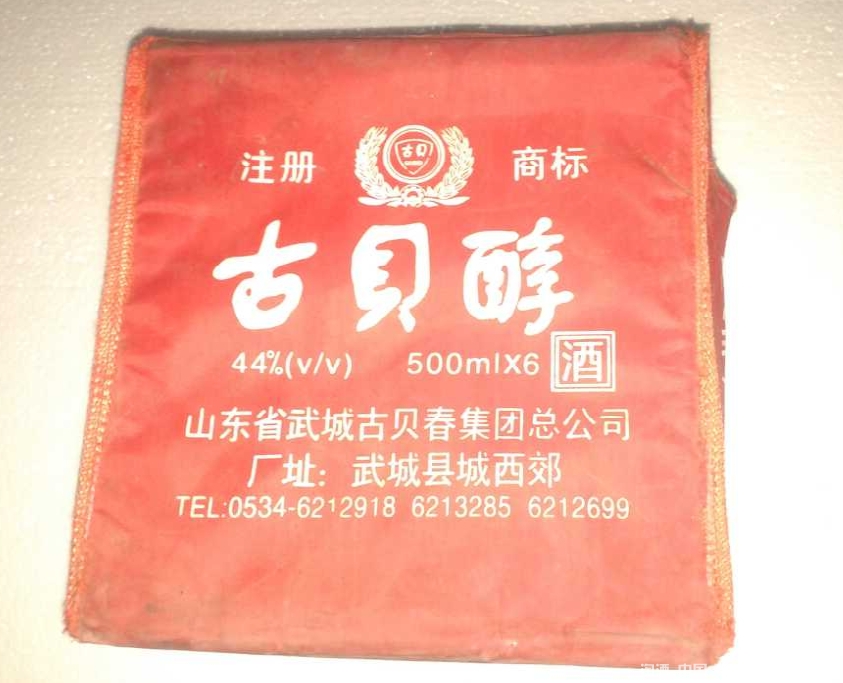 注册 古贝 商标
古贝醇
44%(v/v) 500mlX6 酒
山东省武城古贝春集团总公司
厂址：武城县城西郊
TEL:0534-6212918 6213285 6212699